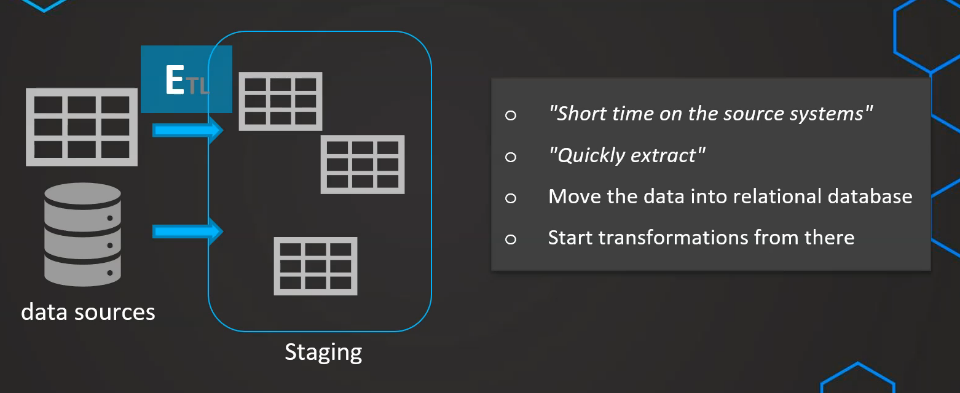 ETL
data sources
Staging
"Short time on the source systems"
"Quickly extract"
Move the data into relational database
Start transformations from there